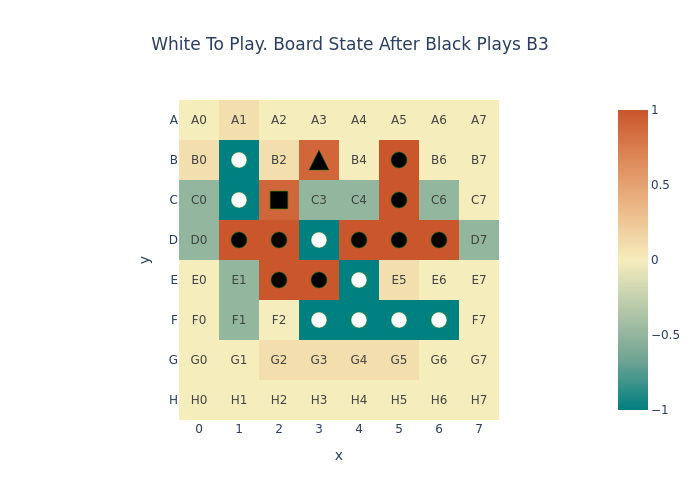 White To Play. Board State After Black Plays B3
A A0 A1 A2 A3 A4 A5 A6 A7
B B0 B2 B4 B6 B7
C C0 C3 C4 C6 C7
D D0 D7
E E0 E1 E5 E6 E7
F F0 F1 F2 F7
G G0 G1 G2 G3 G4 G5 G6 G7
H H0 H1 H2 H3 H4 H5 H6 H7
0 1 2 3 4 5 6 7
x
y
1
0.5
0
−0.5
−1